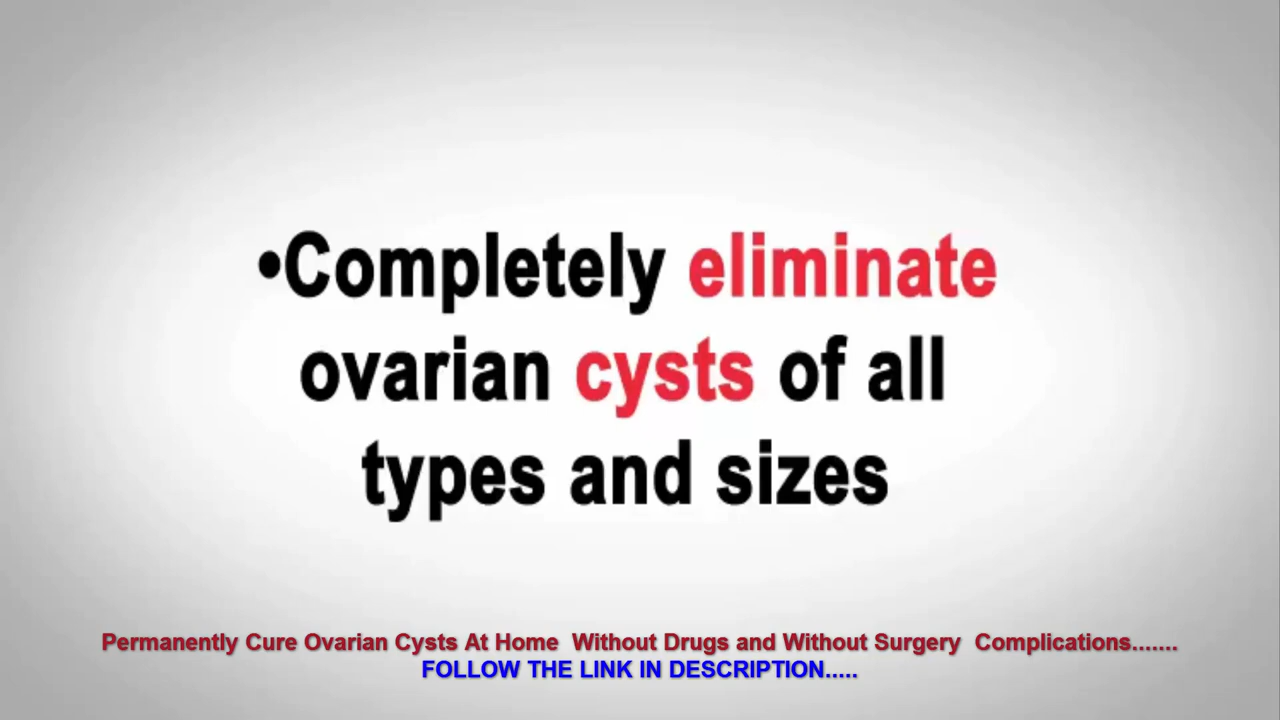 •Completely eliminate
ovarian cysts of all
types and sizes
Permanently Cure Ovarian Cysts At Home  Without Drugs and Without Surgery  Complications.......
FOLLOW THE LINK IN DESCRIPTION.....